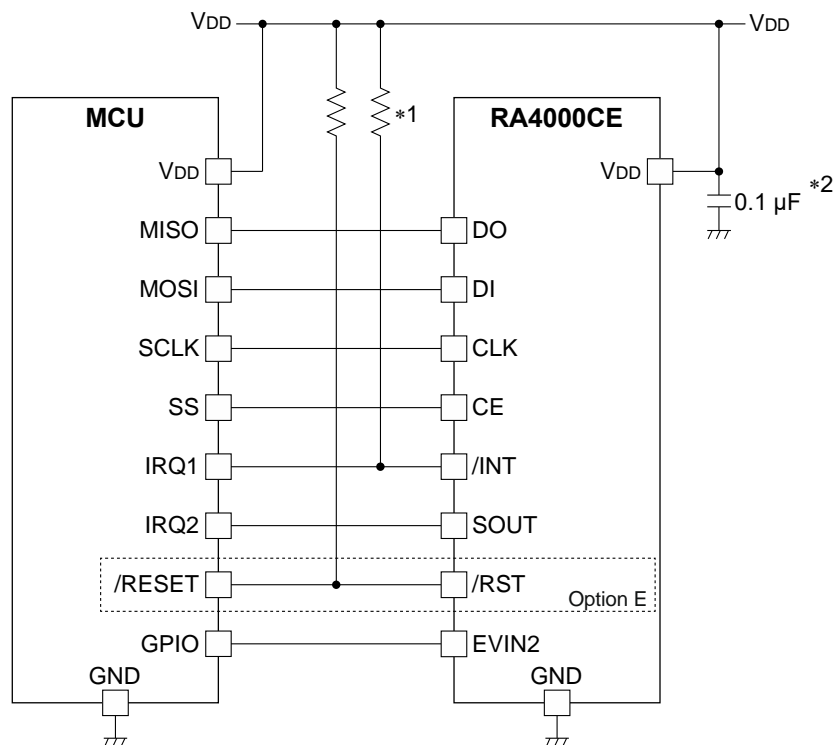 VDD VDD
MCU *1 RA4000CE
VDD VDD 0.1 µF *2
MISO DO
MOSI DI
SCLK CLK
SS CE
IRQ1 /INT
IRQ2 SOUT
/RESET /RST
Option E
GPIO EVIN2
GND GND